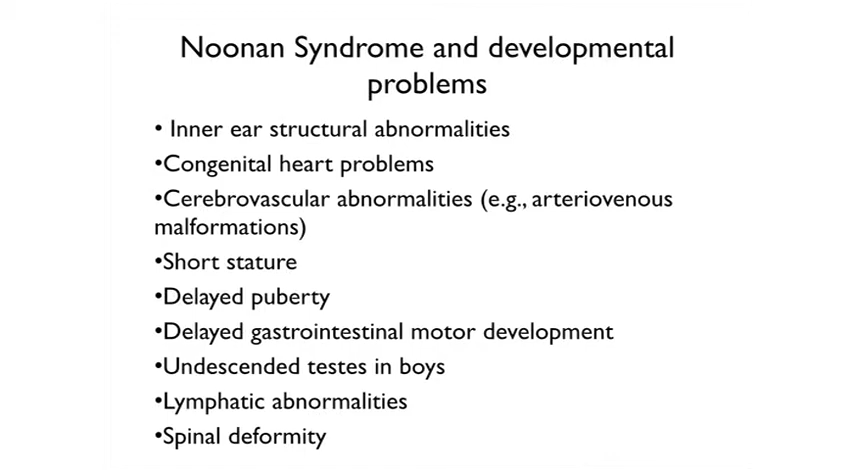 Noonan Syndrome and developmental
problems
• Inner ear structural abnormalities
•Congenital heart problems
•Cerebrovascular abnormalities (e.g., arteriovenous
malformations)
•Short stature
•Delayed puberty
•Delayed gastrointestinal motor development
•Undescended testes in boys
•Lymphatic abnormalities
•Spinal deformity